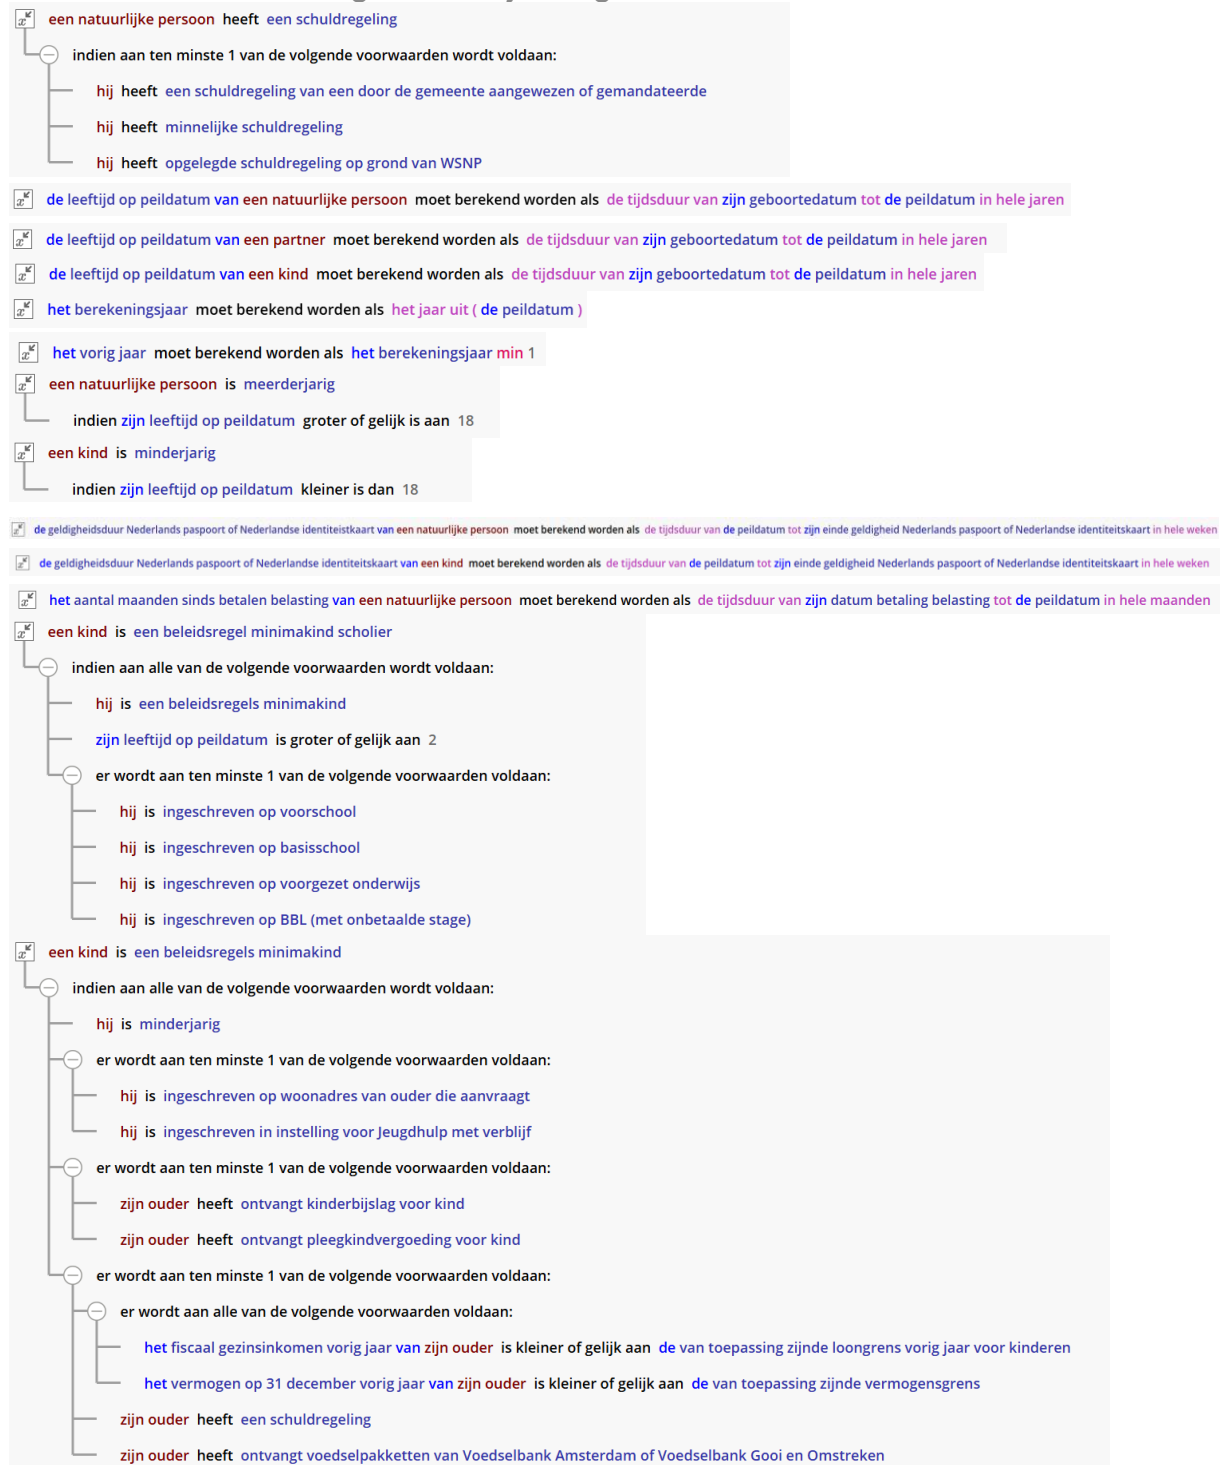 een natuurlijke persoon heeft een schuldregeling
indien aan ten minste 1 van de volgende voorwaarden wordt voldaan:
hij heeft een schuldregeling van een door de gemeente aangewezen of gemandateerde
hij heeft minnelijke schuldregeling
hij heeft opgelegde schuldregeling op grond van WSNP
de leeftijd op peildatum van een natuurlijke persoon moet berekend worden als de tijdsduur van zijn geboortedatum tot de peildatum in hele jaren
de leeftijd op peildatum van een partner moet berekend worden als de tijdsduur van zijn geboortedatum tot de peildatum in hele jaren
de leeftijd op peildatum van een kind moet berekend worden als de tijdsduur van zijn geboortedatum tot de peildatum in hele jaren
het berekeningsjaar moet berekend worden als het jaar uit ( de peildatum )
het vorig jaar moet berekend worden als het berekeningsjaar min 1
een natuurlijke persoon is meerderjarig
indien zijn leeftijd op peildatum groter of gelijk is aan 18
een kind is minderjarig
indien zijn leeftijd op peildatum kleiner is dan 18
de geldigheidsduur Nederlands paspoort of Nederlandse identiteistkaart van een natuurlijke persoon moet berekend worden als de tijdsduur van de peildatum tot zijn einde geldigheid Nederlands paspoort of Nederlandse identiteitskaart in hele weken
de geldigheidsduur Nederlands paspoort of Nederlandse identiteitskaart van een kind moet berekend worden als de tijdsduur van de peildatum tot zijn einde geldigheid Nederlands paspoort of Nederlandse identiteitskaart in hele weken
het aantal maanden sinds betalen belasting van een natuurlijke persoon moet berekend worden als de tijdsduur van zijn datum betaling belasting tot de peildatum in hele maanden
een kind is een beleidsregel minimakind scholier
indien aan alle van de volgende voorwaarden wordt voldaan:
hij is een beleidsregels minimakind
zijn leeftijd op peildatum is groter of gelijk aan 2
er wordt aan ten minste 1 van de volgende voorwaarden voldaan:
hij is ingeschreven op voorschool
hij is ingeschreven op basisschool
hij is ingeschreven op voorgezet onderwijs
hij is ingeschreven op BBL (met onbetaalde stage)
een kind is een beleidsregels minimakind
indien aan alle van de volgende voorwaarden wordt voldaan:
hij is minderjarig
er wordt aan ten minste 1 van de volgende voorwaarden voldaan:
hij is ingeschreven op woonadres van ouder die aanvraagt
hij is ingeschreven in instelling voor Jeugdhulp met verblijf
er wordt aan ten minste 1 van de volgende voorwaarden voldaan:
zijn ouder heeft ontvangt kinderbijslag voor kind
zijn ouder heeft ontvangt pleegkindvergoeding voor kind
er wordt aan ten minste 1 van de volgende voorwaarden voldaan:
er wordt aan alle van de volgende voorwaarden voldaan:
het fiscaal gezinsinkomen vorig jaar van zijn ouder is kleiner of gelijk aan de van toepassing zijnde loongrens vorig jaar voor kinderen
het vermogen op 31 december vorig jaar van zijn ouder is kleiner of gelijk aan de van toepassing zijnde vermogensgrens
zijn ouder heeft een schuldregeling
zijn ouder heeft ontvangt voedselpakketten van Voedselbank Amsterdam of Voedselbank Gooi en Omstreken